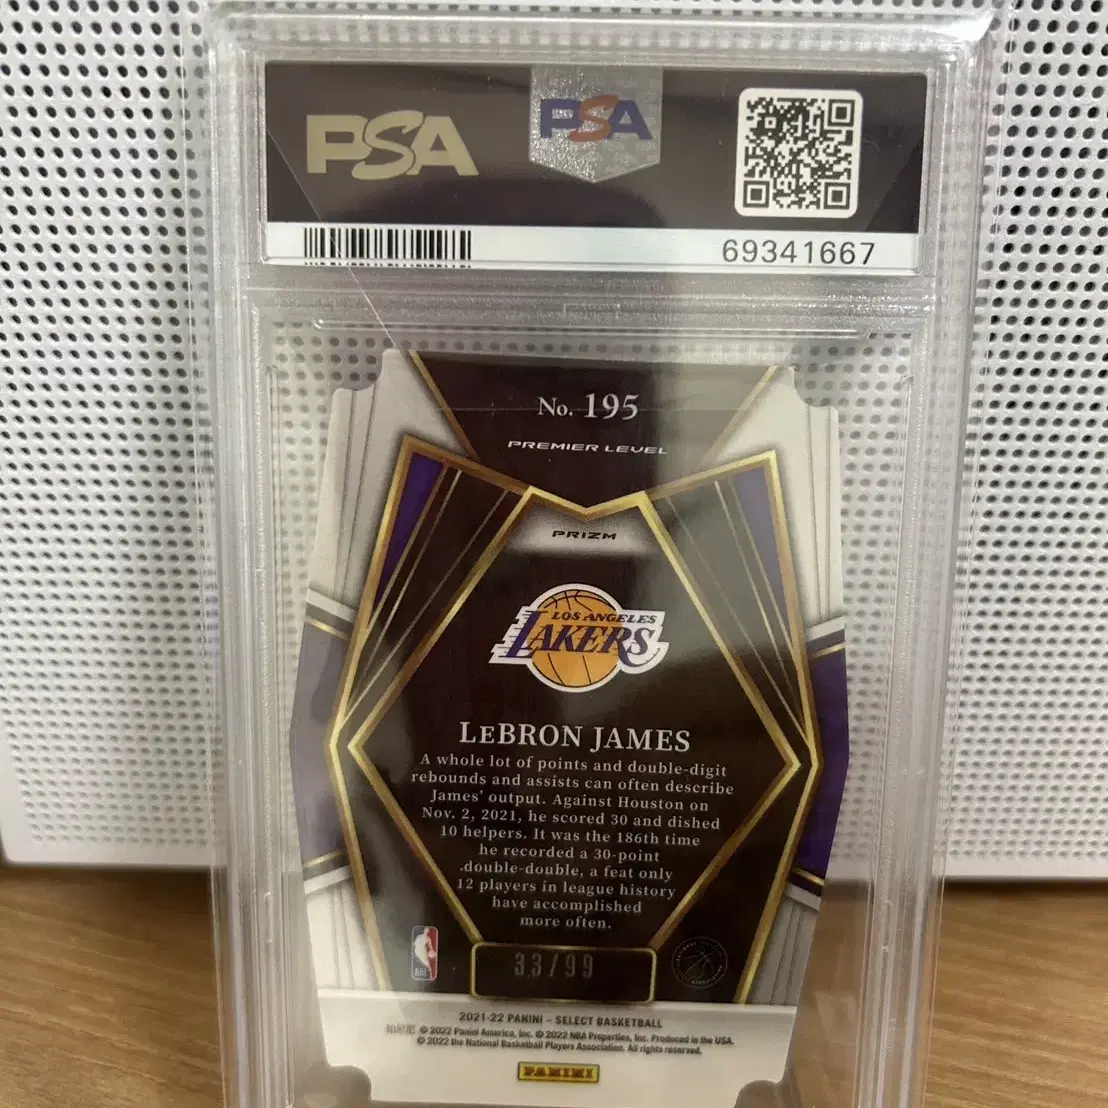 PSA
PSA
69341667
No. 195
PREMIER LEVEL
PRIZM
LOS ANGELES
LAKERS
LeBRON JAMES
A whole lot of points and double-digit
rebounds and assists can often describe
James' output. Against Houston on
Nov. 2, 2021, he scored 30 and dished
10 helpers. It was the 186th time
he recorded a 30-point
double-double, a feat only
12 players in league history
have accomplished
more often.
33/99
2021-22 PANINI – SELECT BASKETBALL
© 2022 Panini America, Inc. © 2022 NBA Properties, Inc. Produced in the USA.
© 2022 the National Basketball Players Association. All rights reserved.
PANINI